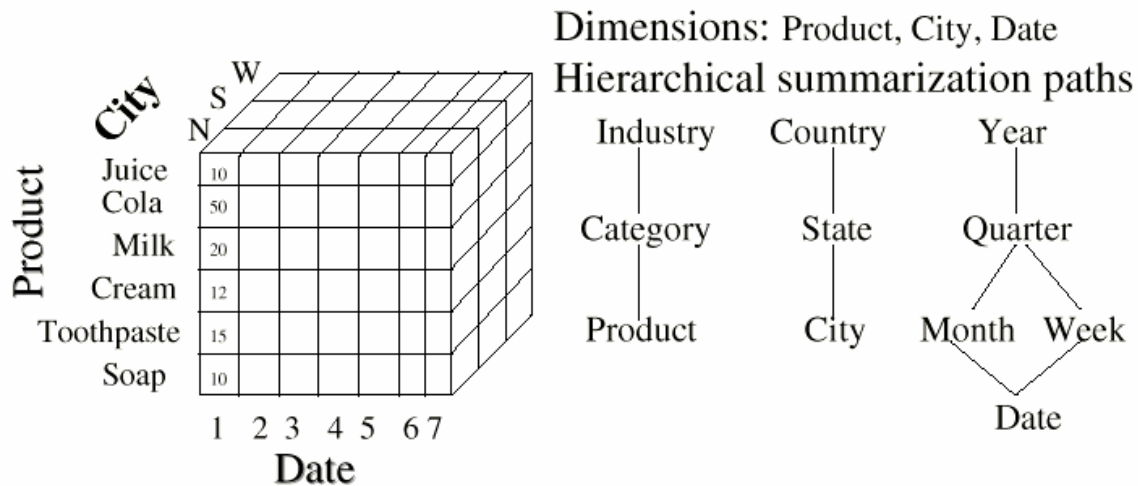 Dimensions: Product, City, Date
Hierarchical summarization paths
City
W
S
N
Product
Juice 10
Cola 50
Milk 20
Cream 12
Toothpaste 15
Soap 10
1 2 3 4 5 6 7
Date
Industry Country Year
Category State Quarter
Product City Month Week
Date